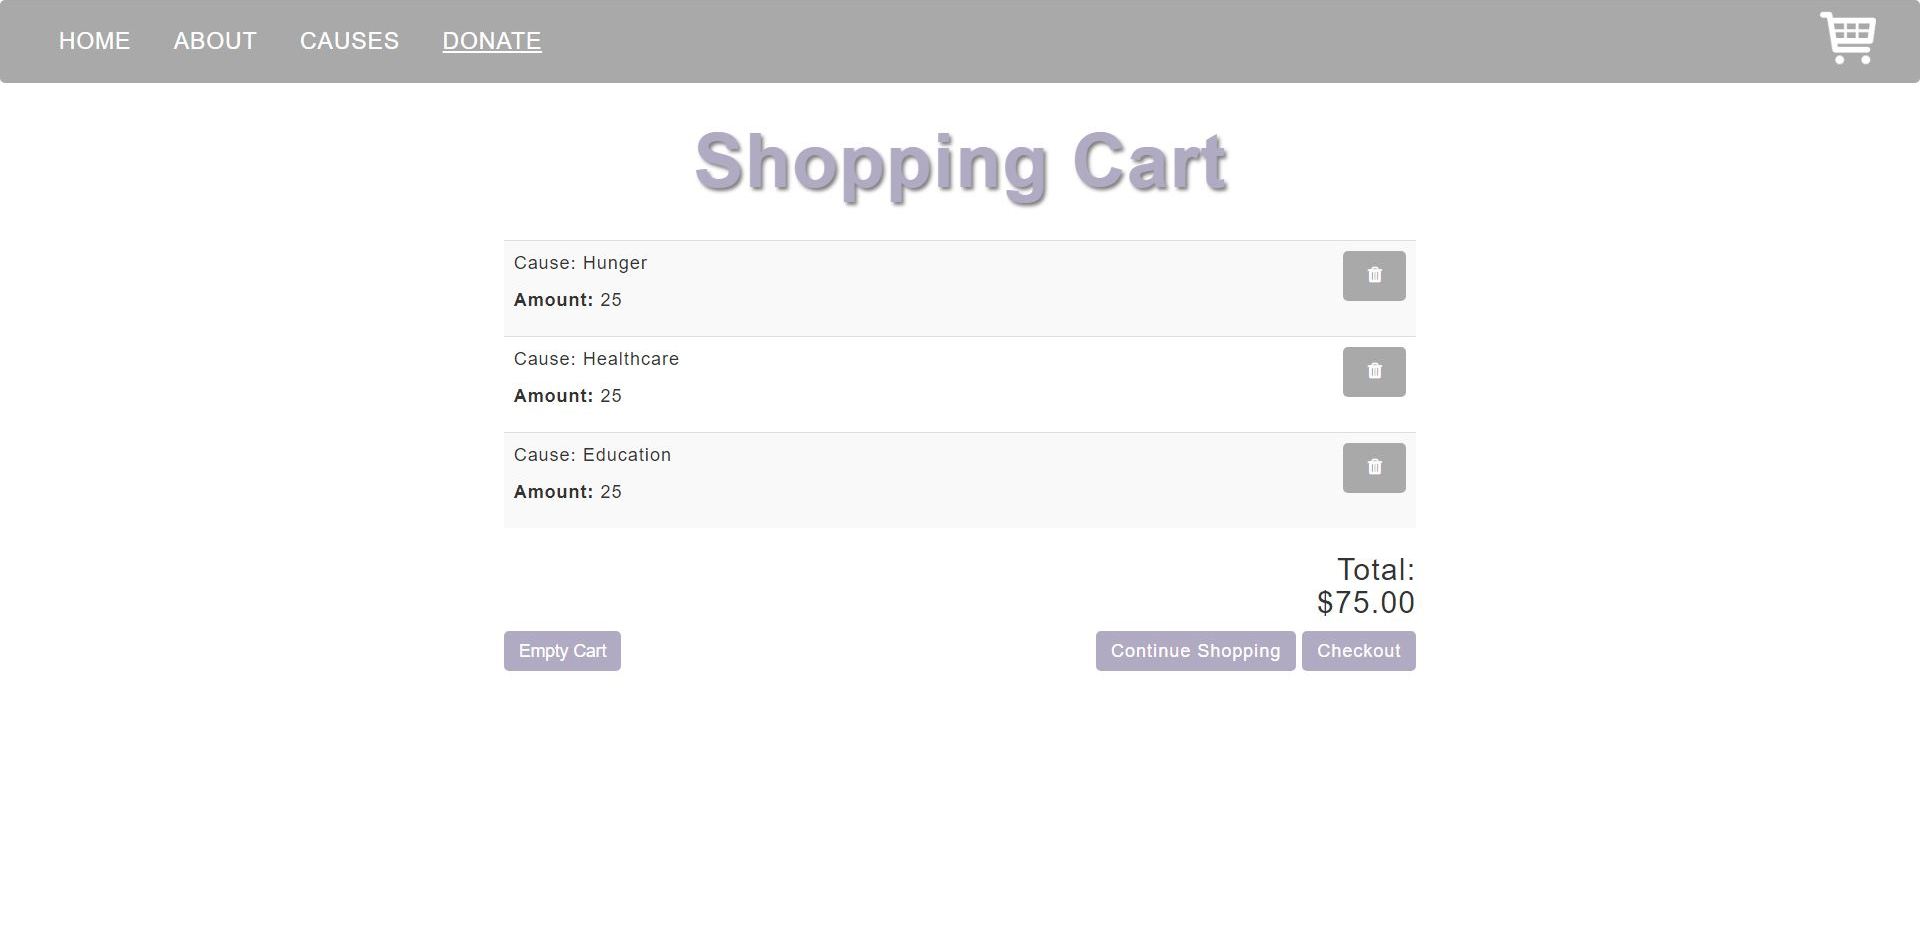 HOME ABOUT CAUSES DONATE
Shopping Cart
Cause: Hunger
Amount: 25
Cause: Healthcare
Amount: 25
Cause: Education
Amount: 25
Total:
$75.00
Empty Cart Continue Shopping Checkout